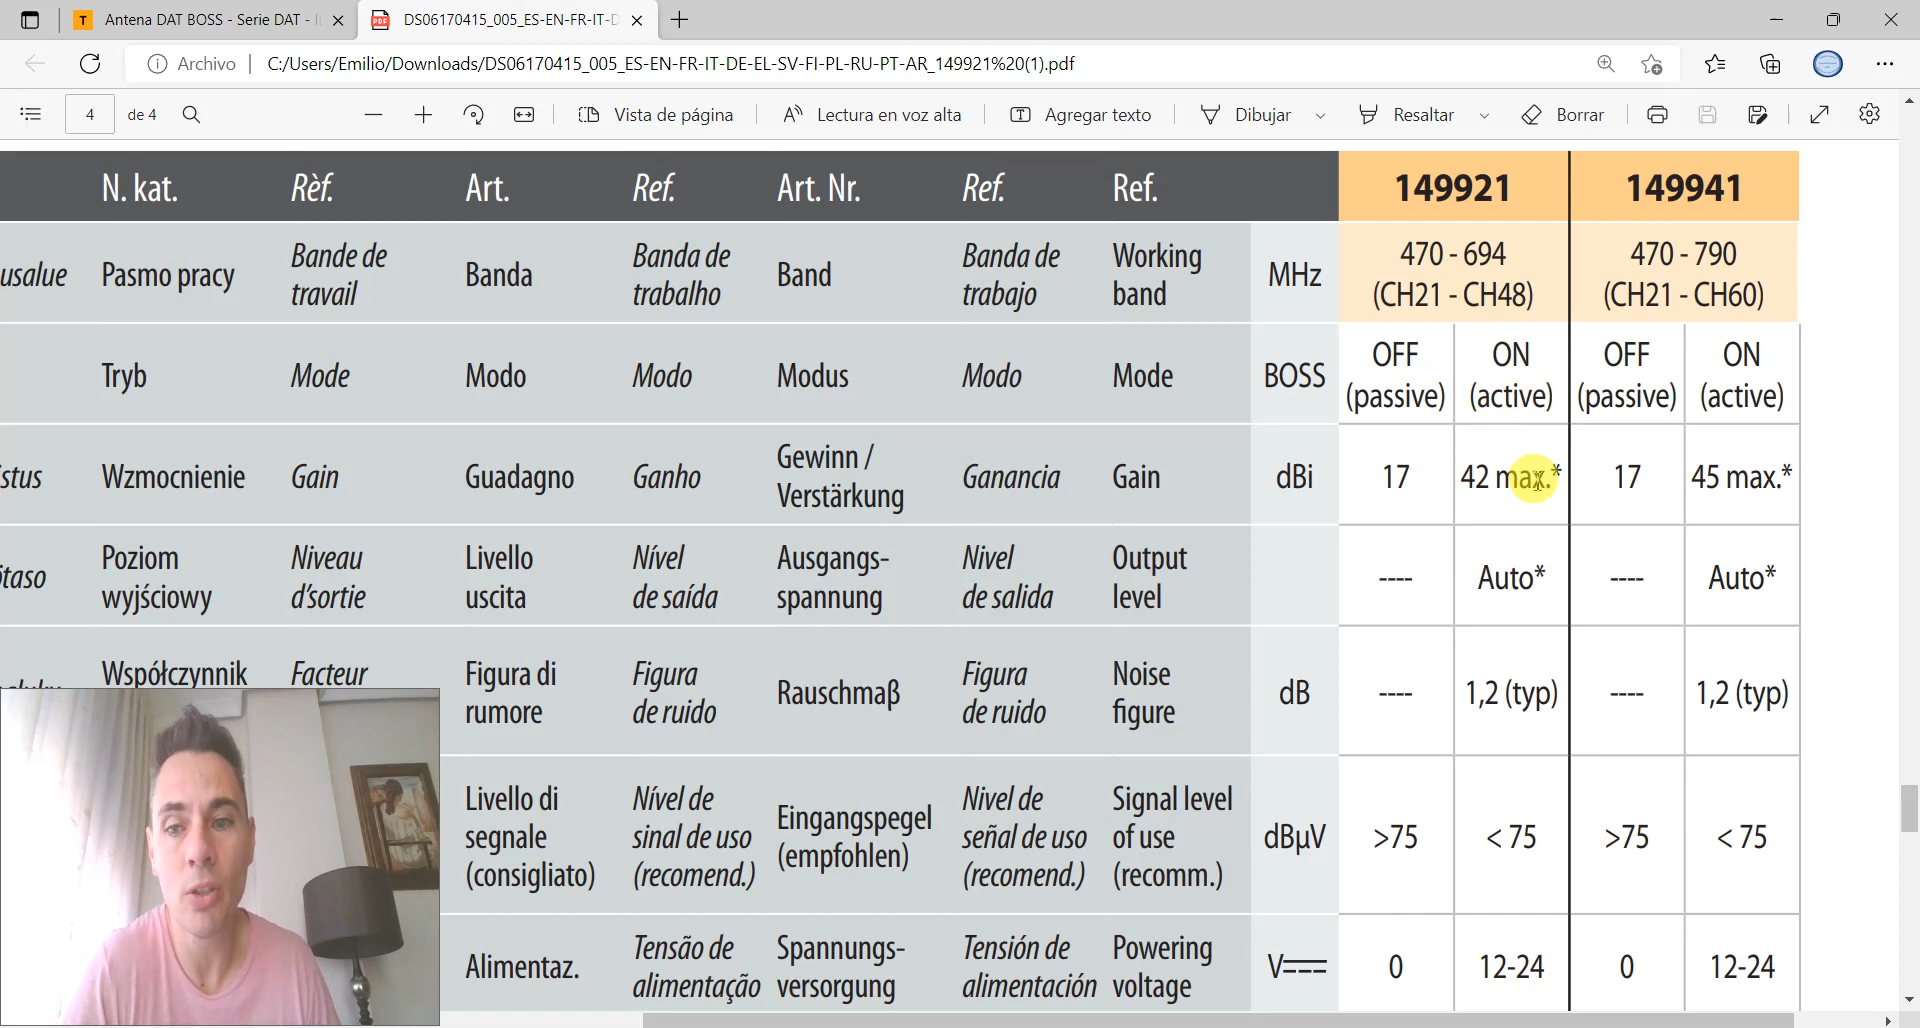 Antena DAT BOSS - Serie DAT -
DS06170415_005_ES-EN-FR-IT-D
Archivo
C:/Users/Emilio/Downloads/DS06170415_005_ES-EN-FR-IT-DE-EL-SV-FI-PL-RU-PT-AR_149921%20(1).pdf
4 de 4 Vista de página Lectura en voz alta Agregar texto Dibujar Resaltar Borrar
N. kat. Rèf. Art. Ref. Art. Nr. Ref. Ref. 149921 149941
usalue Pasmo pracy Bande de travail Banda Banda de trabalho Band Banda de trabajo Working band MHz 470 - 694 (CH21 - CH48) 470 - 790 (CH21 - CH60)
Tryb Mode Modo Modo Modus Modo Mode BOSS OFF (passive) ON (active) OFF (passive) ON (active)
stus Wzmocnienie Gain Guadagno Ganho Gewinn / Verstärkung Ganancia Gain dBi 17 42 max.* 17 45 max.*
ötaso Poziom wyjściowy Niveau d'sortie Livello uscita Nível de saída Ausgangs- spannung Nivel de salida Output level ---- Auto* ---- Auto*
Współczynnik Facteur Figura di rumore Figura de ruido Rauschmaβ Figura de ruido Noise figure dB ---- 1,2 (typ) ---- 1,2 (typ)
Livello di segnale (consigliato) Nível de sinal de uso (recomend.) Eingangspegel (empfohlen) Nivel de señal de uso (recomend.) Signal level of use (recomm.) dBµV >75 < 75 >75 < 75
Alimentaz. Tensão de alimentação Spannungs- versorgung Tensión de alimentación Powering voltage V 0 12-24 0 12-24